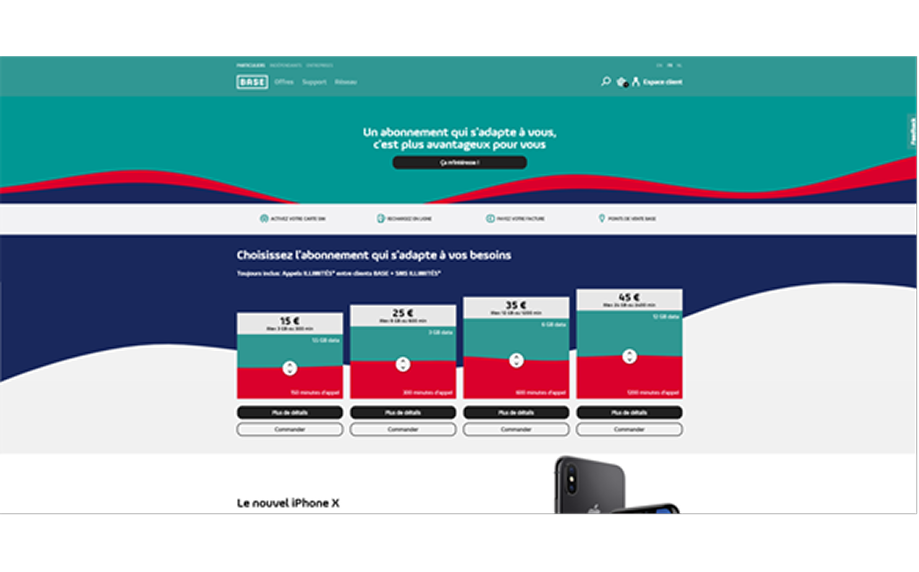 PARTICULIERS INDÉPENDANTS ENTREPRISES
EN FR NL
BASE Offres Support Réseau
Espace client
Feedback
Un abonnement qui s'adapte à vous,
c'est plus avantageux pour vous
Ça m'intéresse !
ACTIVEZ VOTRE CARTE SIM RECHARGEZ EN LIGNE PAYEZ VOTRE FACTURE POINTS DE VENTE BASE
Choisissez l'abonnement qui s'adapte à vos besoins
Toujours inclus: Appels ILLIMITÉS* entre clients BASE + SMS ILLIMITÉS*
15 €
Max 3 GB ou 300 min
1.5 GB data
150 minutes d'appel
Plus de détails
Commander
25 €
Max 6 GB ou 600 min
3 GB data
300 minutes d'appel
Plus de détails
Commander
35 €
Max 12 GB ou 1200 min
6 GB data
600 minutes d'appel
Plus de détails
Commander
45 €
Max 24 GB ou 2400 min
12 GB data
1200 minutes d'appel
Plus de détails
Commander
Le nouvel iPhone X